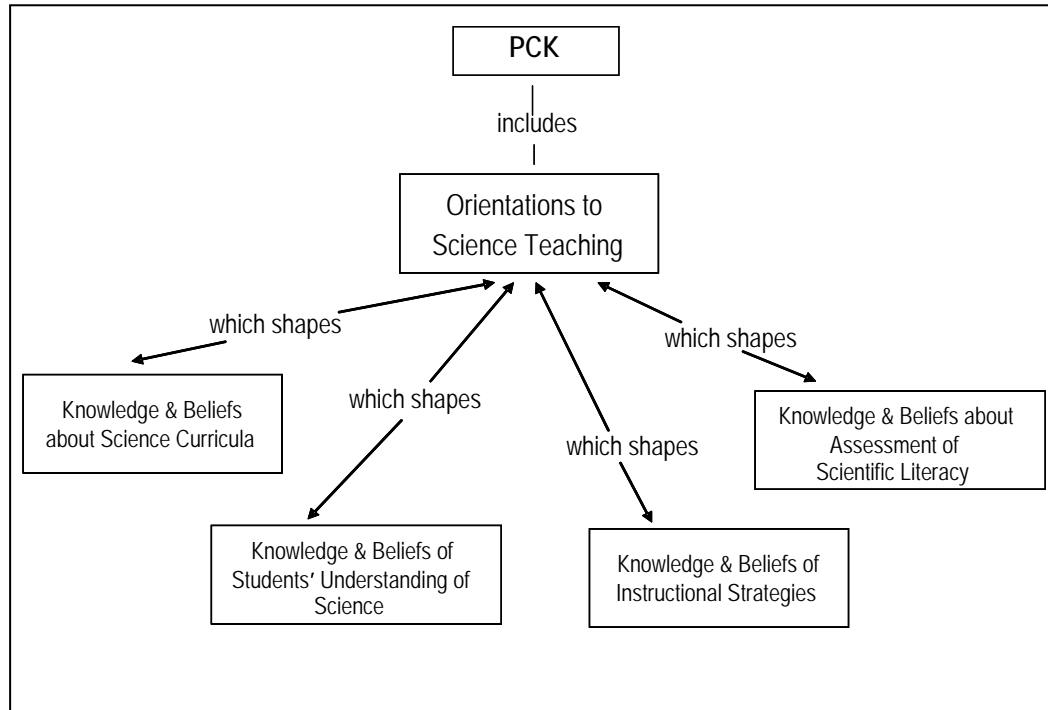 PCK
includes
Orientations to
Science Teaching
which shapes
which shapes
which shapes
which shapes
Knowledge & Beliefs
about Science Curricula
Knowledge & Beliefs about
Assessment of
Scientific Literacy
Knowledge & Beliefs of
Students' Understanding of
Science
Knowledge & Beliefs of
Instructional Strategies